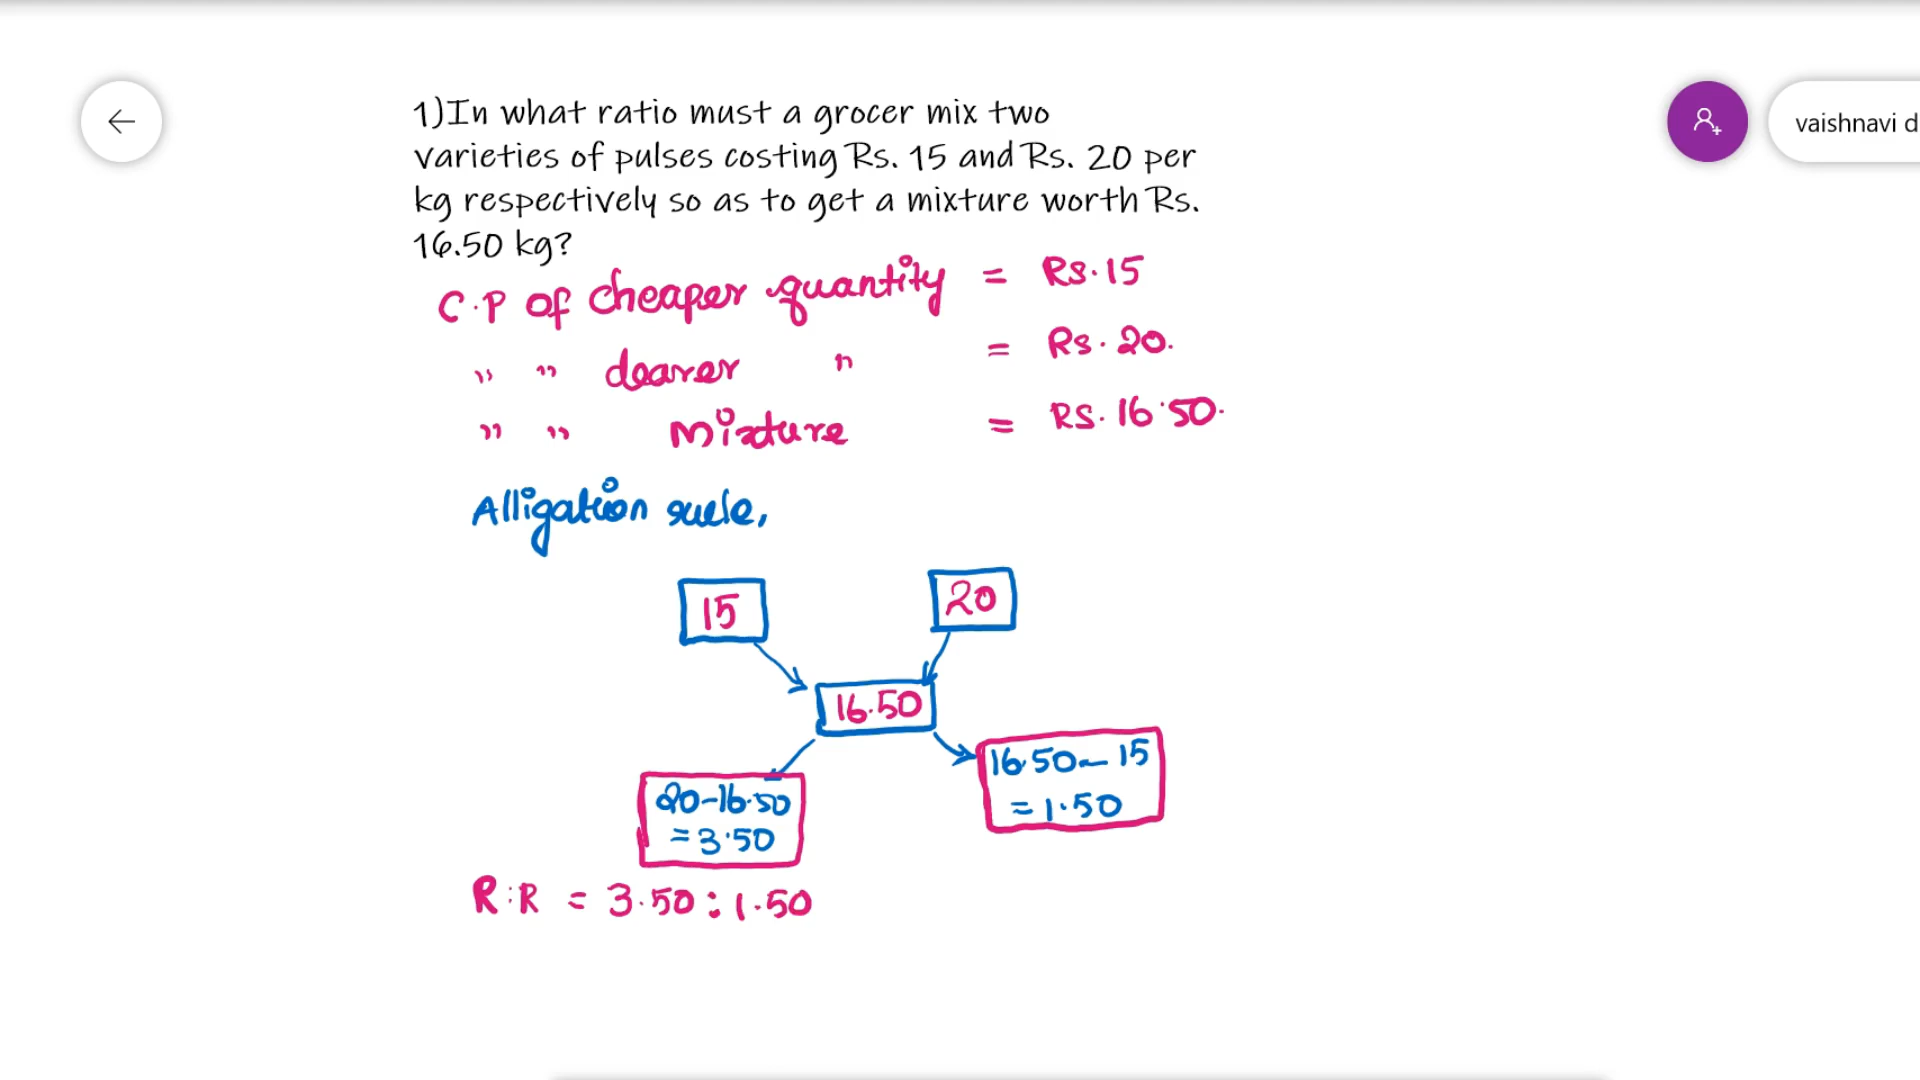 vaishnavi d
1)In what ratio must a grocer mix two
varieties of pulses costing Rs. 15 and Rs. 20 per
kg respectively so as to get a mixture worth Rs.
16.50 kg?
C.P of cheaper quantity = Rs.15
" " dearer " = Rs.20.
" " Mixture = RS.16.50.
Alligation rule,
15 20
16.50
20-16.50 16.50-15
=3.50 =1.50
R:R = 3.50:1.50